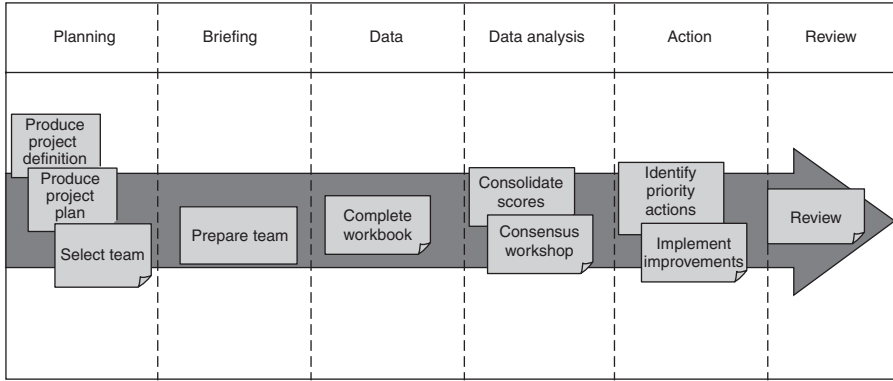 Planning
Briefing
Data
Data analysis
Action
Review
Produce
project
definition
Produce
project
plan
Select team
Prepare team
Complete
workbook
Consolidate
scores
Consensus
workshop
Identify
priority
actions
Implement
improvements
Review